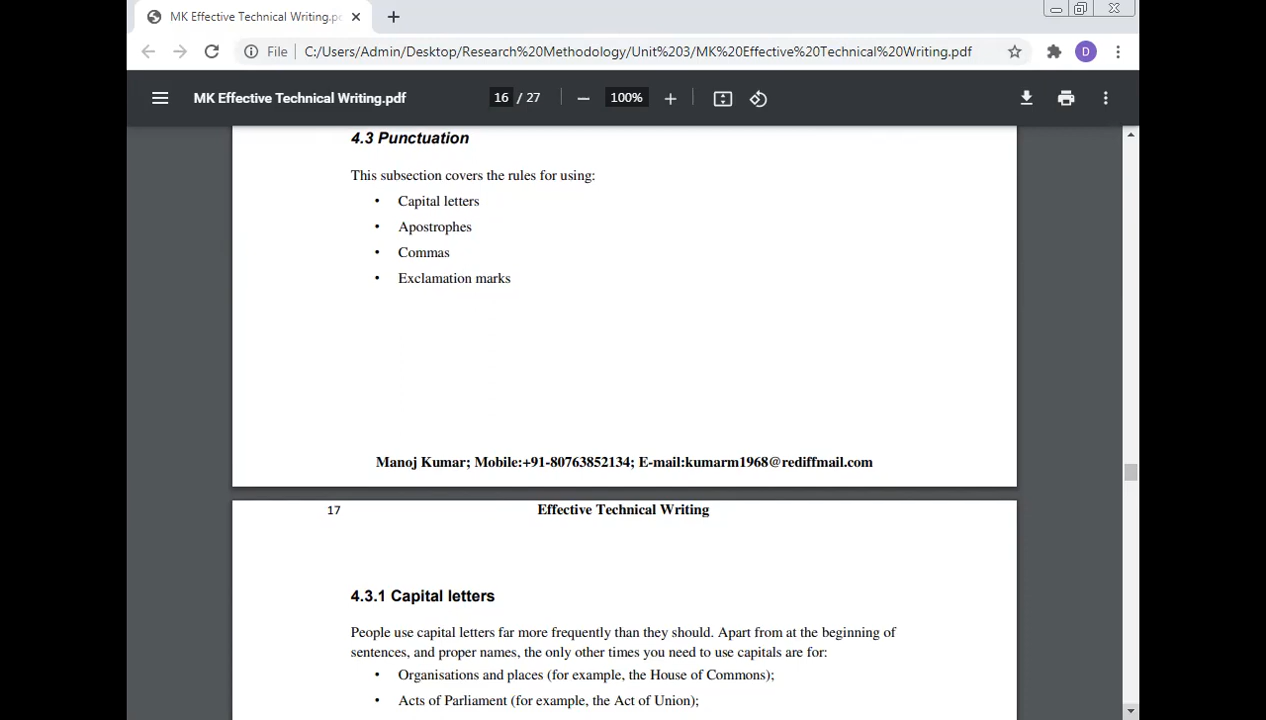 MK Effective Technical Writing.pd
File
C:/Users/Admin/Desktop/Research%20Methodology/Unit%203/MK%20Effective%20Technical%20Writing.pdf
D
MK Effective Technical Writing.pdf
16 / 27
100%
4.3 Punctuation
This subsection covers the rules for using:
• Capital letters
• Apostrophes
• Commas
• Exclamation marks
Manoj Kumar; Mobile:+91-80763852134; E-mail:kumarm1968@rediffmail.com
17 Effective Technical Writing
4.3.1 Capital letters
People use capital letters far more frequently than they should. Apart from at the beginning of
sentences, and proper names, the only other times you need to use capitals are for:
• Organisations and places (for example, the House of Commons);
• Acts of Parliament (for example, the Act of Union);